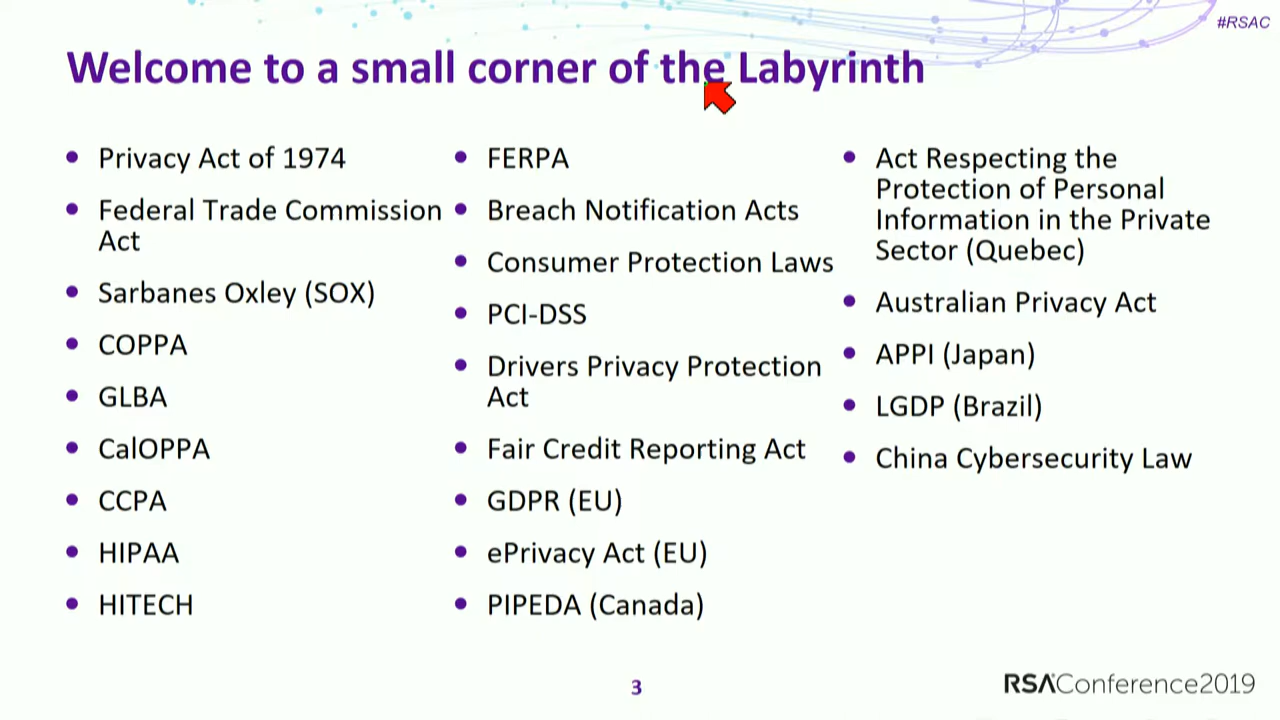 #RSAC
Welcome to a small corner of the Labyrinth
• Privacy Act of 1974
• Federal Trade Commission
Act
• Sarbanes Oxley (SOX)
• COPPA
• GLBA
• CalOPPA
• CCPA
• HIPAA
• HITECH
• FERPA
• Breach Notification Acts
• Consumer Protection Laws
• PCI-DSS
• Drivers Privacy Protection
Act
• Fair Credit Reporting Act
• GDPR (EU)
• ePrivacy Act (EU)
• PIPEDA (Canada)
• Act Respecting the
Protection of Personal
Information in the Private
Sector (Quebec)
• Australian Privacy Act
• APPI (Japan)
• LGDP (Brazil)
• China Cybersecurity Law
3
RSAConference2019